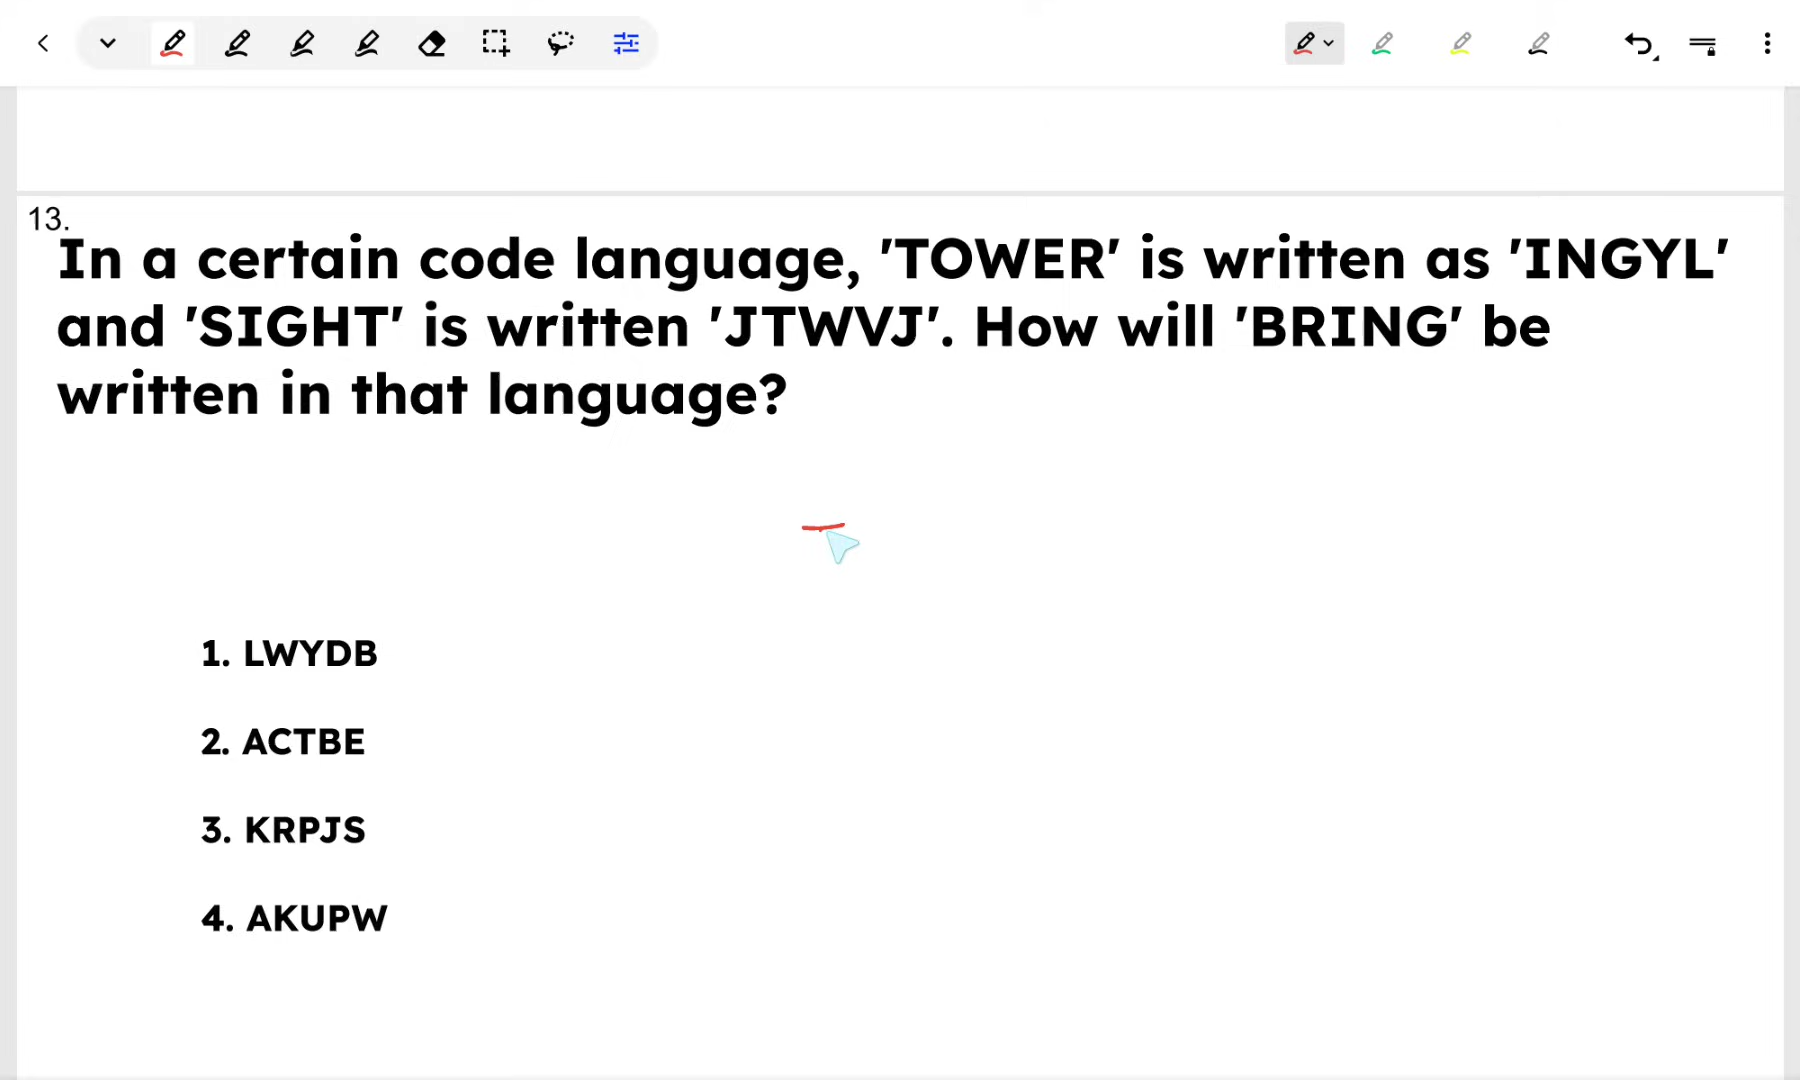 13.
In a certain code language, 'TOWER' is written as 'INGYL'
and 'SIGHT' is written 'JTWVJ'. How will 'BRING' be
written in that language?
1. LWYDB
2. ACTBE
3. KRPJS
4. AKUPW